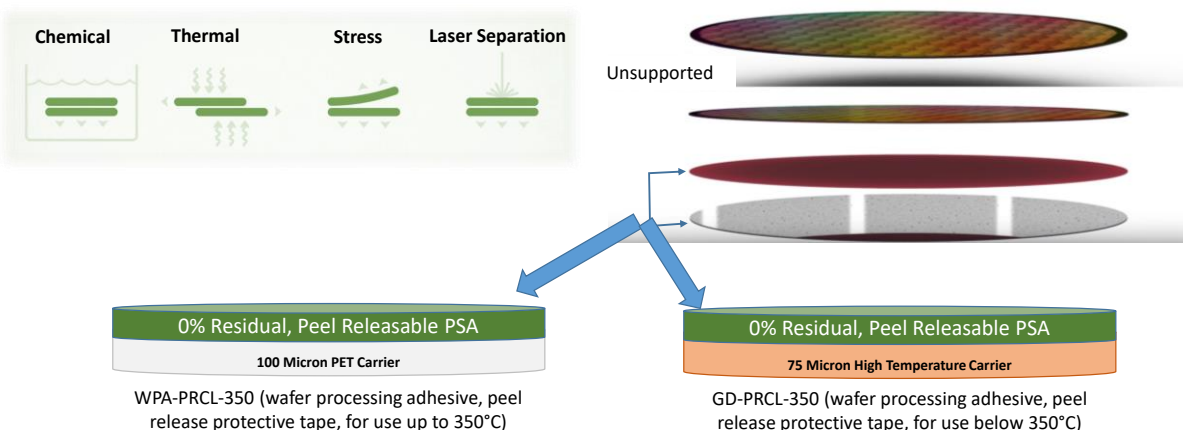 Chemical
Thermal
Stress
Laser Separation
Unsupported
0% Residual, Peel Releasable PSA
100 Micron PET Carrier
WPA-PRCL-350 (wafer processing adhesive, peel
release protective tape, for use up to 350°C)
0% Residual, Peel Releasable PSA
75 Micron High Temperature Carrier
GD-PRCL-350 (wafer processing adhesive, peel
release protective tape, for use below 350°C)